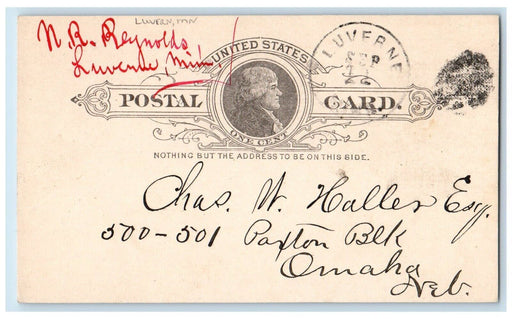 LUVERN, MN
N. R. Reynolds
Luverne, Minn
UNITED STATES
LUVERNE
SEP
POSTAL CARD.
ONE CENT
NOTHING BUT THE ADDRESS TO BE ON THIS SIDE.
Chas. W. Haller Esq.
500-501 Paxton Blk
Omaha
Neb.